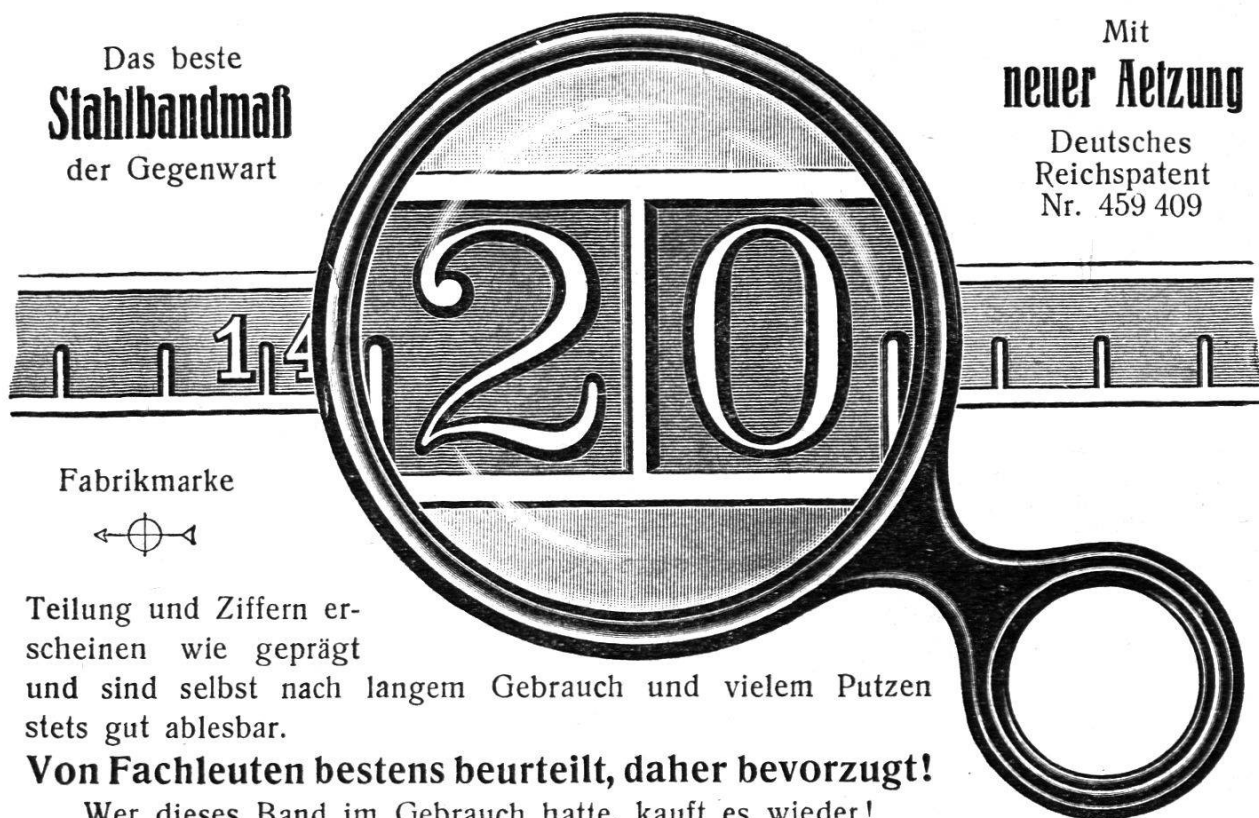 Das beste
Stahlbandmaß
der Gegenwart
Mit
neuer Aetzung
Deutsches
Reichspatent
Nr. 459 409
14
20
Fabrikmarke
Teilung und Ziffern er-
scheinen wie geprägt
und sind selbst nach langem Gebrauch und vielem Putzen
stets gut ablesbar.
Von Fachleuten bestens beurteilt, daher bevorzugt!
Wer dieses Band im Gebrauch hatte, kauft es wieder!